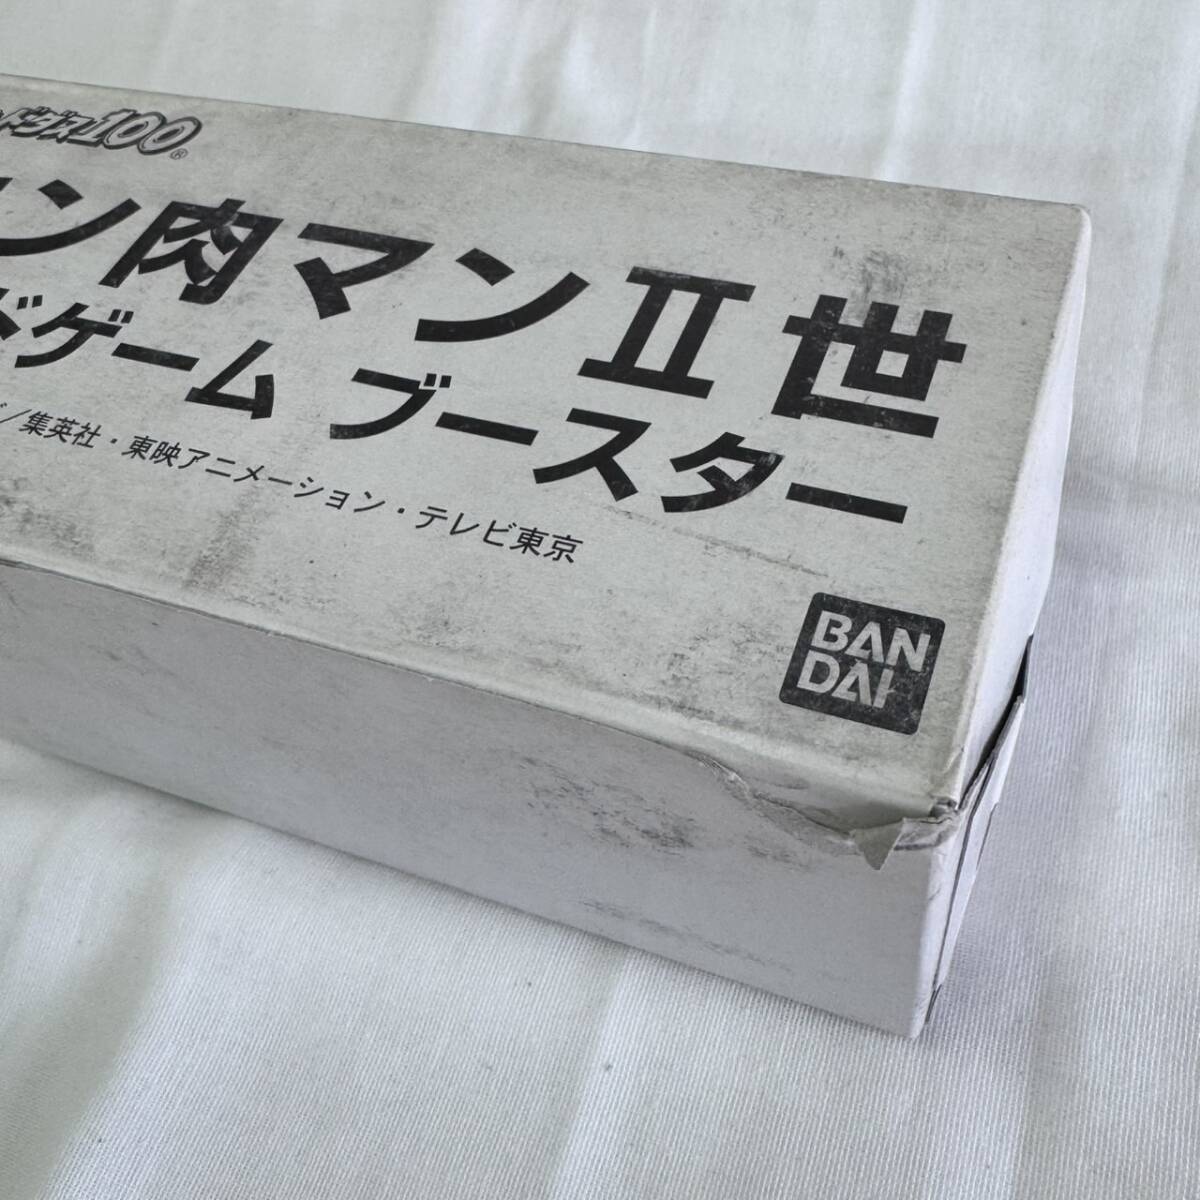 ードダス100®
ン肉マンⅡ世
ドゲーム ブースター
／集英社・東映アニメーション・テレビ東京
BAN
DAI